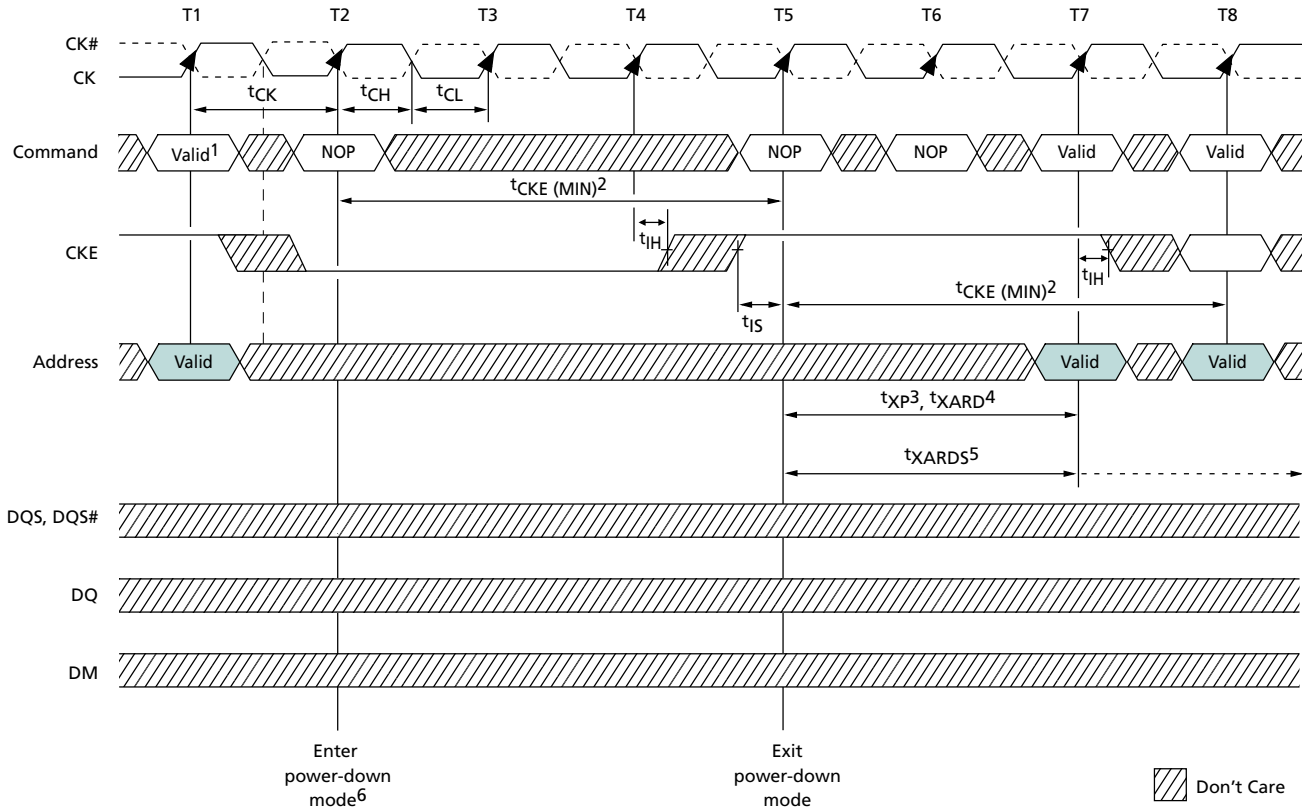 T1 T2 T3 T4 T5 T6 T7 T8
CK#
CK
tCK tCH tCL
Command Valid1 NOP NOP NOP Valid Valid
tCKE (MIN)2
tIH
CKE
tIH
tCKE (MIN)2
tIS
Address Valid Valid Valid
tXP3, tXARD4
tXARDS5
DQS, DQS#
DQ
DM
Enter
power-down
mode6
Exit
power-down
mode
Don't Care